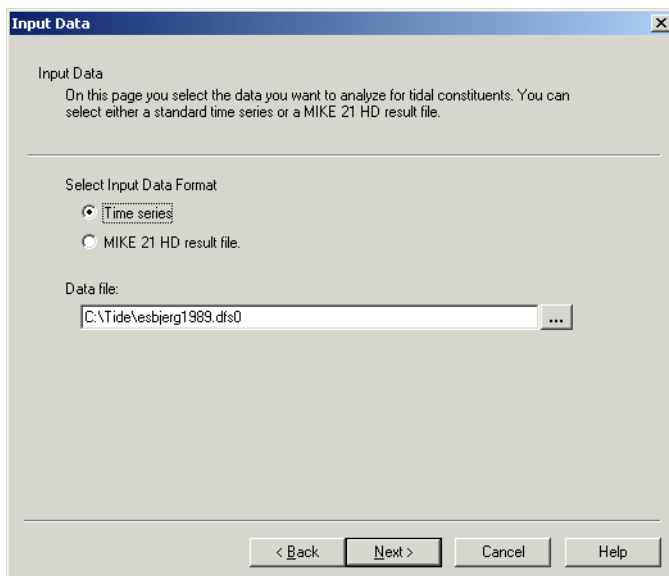 Input Data
Input Data
On this page you select the data you want to analyze for tidal constituents. You can
select either a standard time series or a MIKE 21 HD result file.
Select Input Data Format
Time series
MIKE 21 HD result file.
Data file:
C:\Tide\esbjerg1989.dfs0
...
< Back
Next >
Cancel
Help